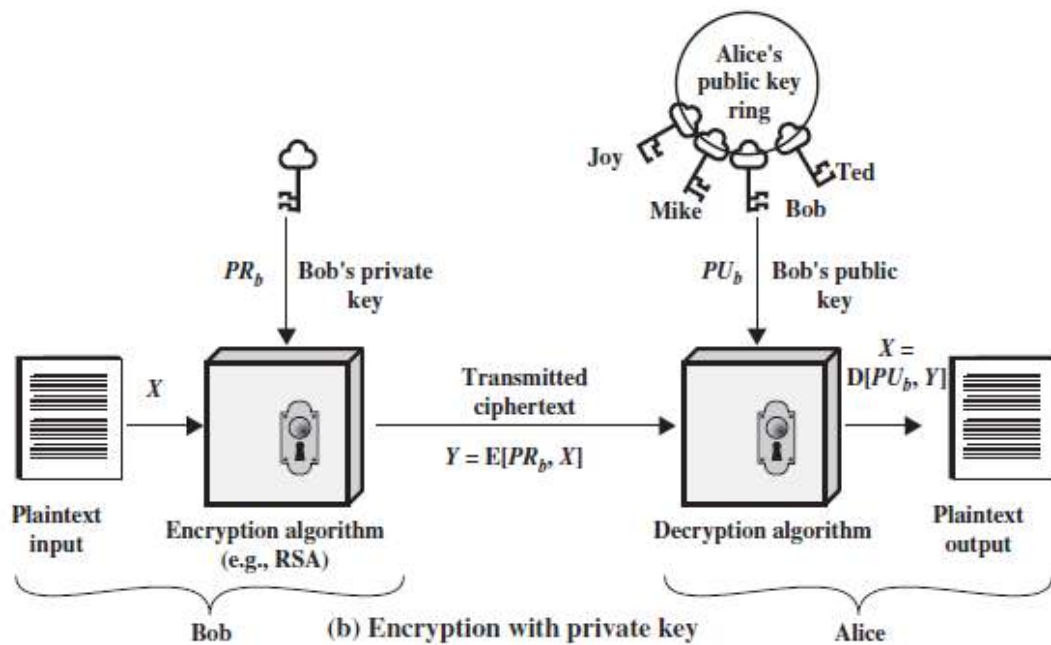 Alice's
public key
ring
Joy
Ted
Mike
Bob
PR_b
Bob's private
key
PU_b
Bob's public
key
X
Transmitted
ciphertext
Y = E[PR_b, X]
X =
D[PU_b, Y]
Plaintext
input
Encryption algorithm
(e.g., RSA)
Decryption algorithm
Plaintext
output
Bob
(b) Encryption with private key
Alice